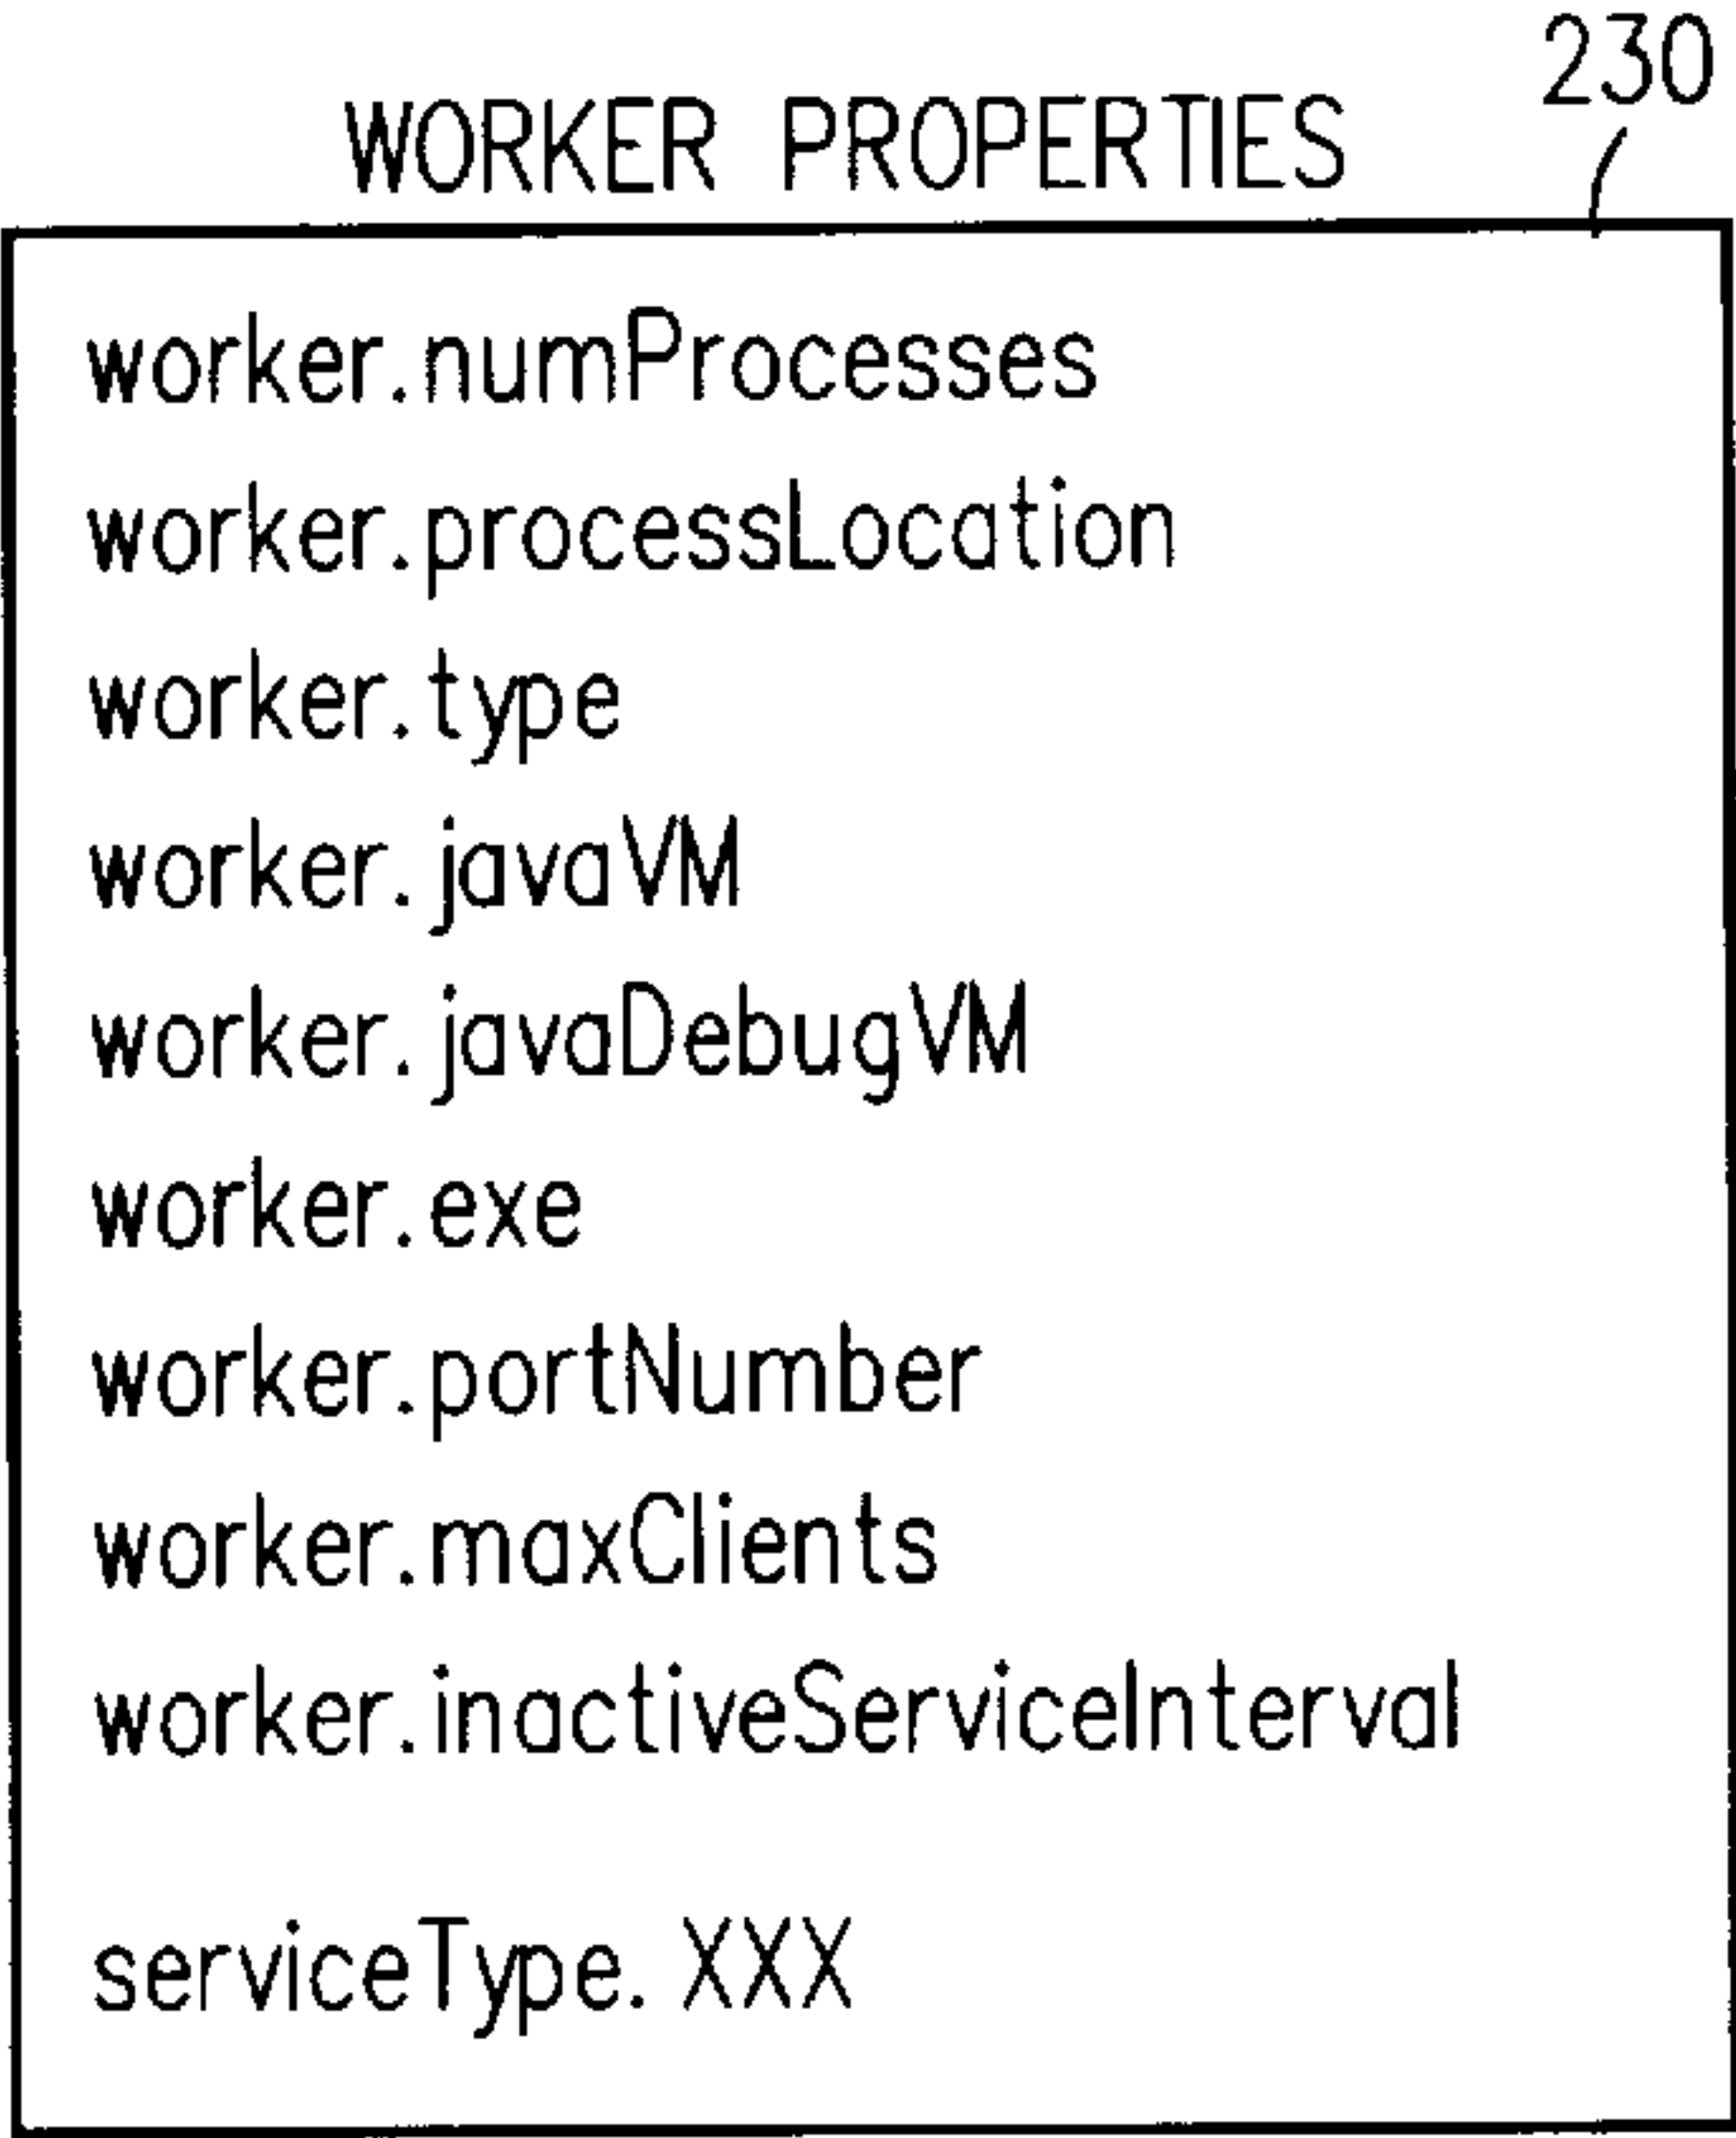 230
WORKER PROPERTIES
worker.numProcesses
worker.processLocation
worker.type
worker.javaVM
worker.javaDebugVM
worker.exe
worker.portNumber
worker.maxClients
worker.inactiveServiceInterval
serviceType. XXX